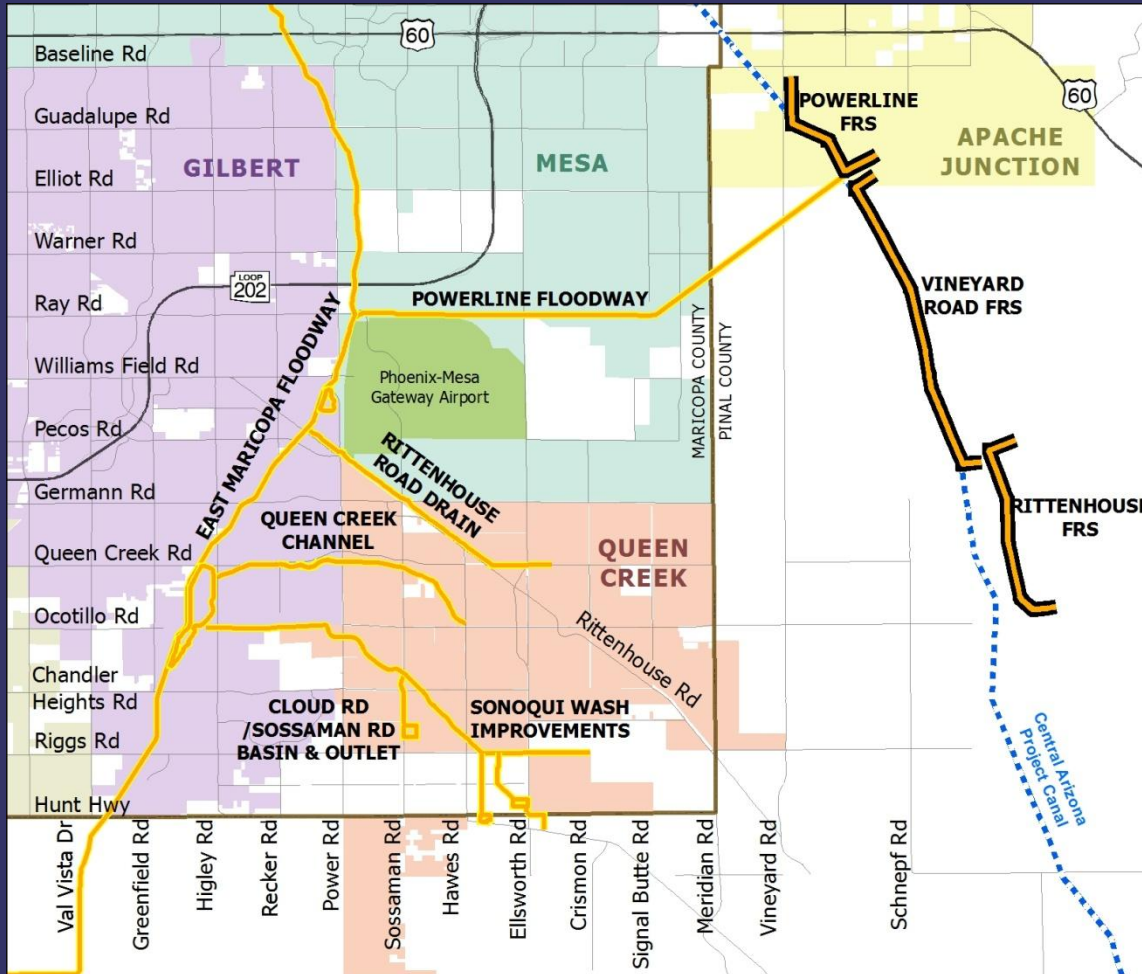 60
Baseline Rd
Guadalupe Rd
Elliot Rd
Warner Rd
Ray Rd
Williams Field Rd
Pecos Rd
Germann Rd
Queen Creek Rd
Ocotillo Rd
Chandler
Heights Rd
Riggs Rd
Hunt Hwy
GILBERT
MESA
LOOP
202
POWERLINE
FRS
60
APACHE
JUNCTION
VINEYARD
ROAD FRS
POWERLINE FLOODWAY
EAST MARICOPA FLOODWAY
Phoenix-Mesa
Gateway Airport
MARICOPA COUNTY
PINAL COUNTY
RITTENHOUSE
ROAD DRAIN
RITTENHOUSE
FRS
QUEEN CREEK
CHANNEL
QUEEN
CREEK
Rittenhouse Rd
CLOUD RD
/SOSSAMAN RD
BASIN & OUTLET
SONOQUI WASH
IMPROVEMENTS
Central Arizona
Project Canal
Val Vista Dr
Greenfield Rd
Higley Rd
Recker Rd
Power Rd
Sossaman Rd
Hawes Rd
Ellsworth Rd
Crismon Rd
Signal Butte Rd
Meridian Rd
Vineyard Rd
Schnepf Rd